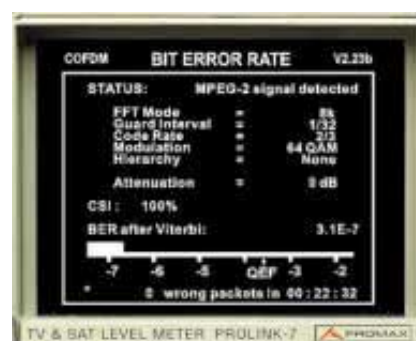 COFDM BIT ERROR RATE V2.23b
STATUS: MPEG-2 signal detected
FFT Mode = 8k
Guard Interval = 1/32
Code Rate = 2/3
Modulation = 64 QAM
Hierarchy = None
Attenuation = 0 dB
CSI: 100%
BER after Viterbi: 3.1E-7
-7 -6 -5 QEF -3 -2
* 0 wrong packets in 00:22:32
TV & SAT LEVEL METER PROLINK-7 PROMAX